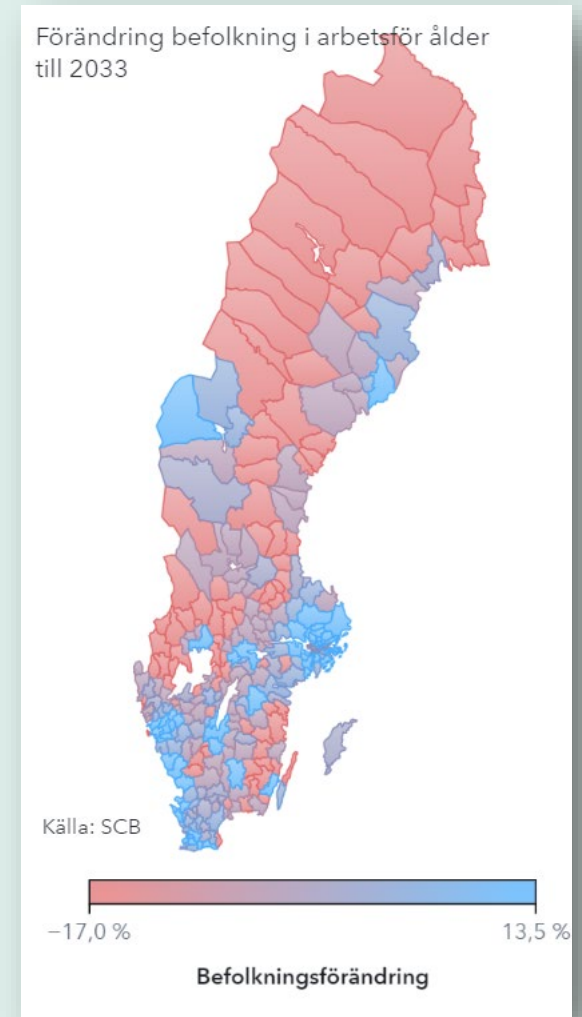 Förändring befolkning i arbetsför ålder
till 2033
Källa: SCB
−17,0 %
13,5 %
Befolkningsförändring